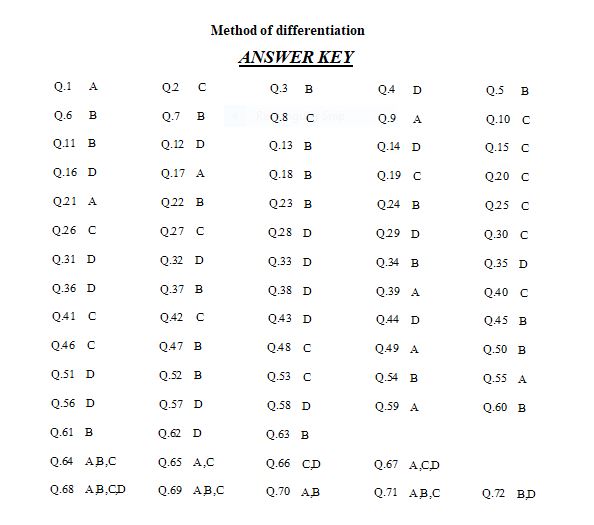 Method of differentiation
ANSWER KEY
Q.1 A Q.2 C Q.3 B Q.4 D Q.5 B
Q.6 B Q.7 B Q.8 C Q.9 A Q.10 C
Q.11 B Q.12 D Q.13 B Q.14 D Q.15 C
Q.16 D Q.17 A Q.18 B Q.19 C Q.20 C
Q.21 A Q.22 B Q.23 B Q.24 B Q.25 C
Q.26 C Q.27 C Q.28 D Q.29 D Q.30 C
Q.31 D Q.32 D Q.33 D Q.34 B Q.35 D
Q.36 D Q.37 B Q.38 D Q.39 A Q.40 C
Q.41 C Q.42 C Q.43 D Q.44 D Q.45 B
Q.46 C Q.47 B Q.48 C Q.49 A Q.50 B
Q.51 D Q.52 B Q.53 C Q.54 B Q.55 A
Q.56 D Q.57 D Q.58 D Q.59 A Q.60 B
Q.61 B Q.62 D Q.63 B
Q.64 A,B,C Q.65 A,C Q.66 C,D Q.67 A,C,D
Q.68 A,B,C,D Q.69 A,B,C Q.70 A,B Q.71 A,B,C Q.72 B,D